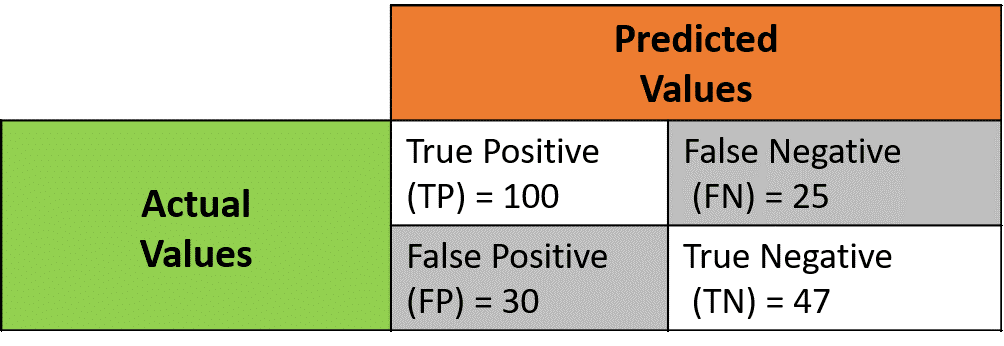 Predicted
Values
Actual
Values
True Positive
(TP) = 100
False Negative
(FN) = 25
False Positive
(FP) = 30
True Negative
(TN) = 47